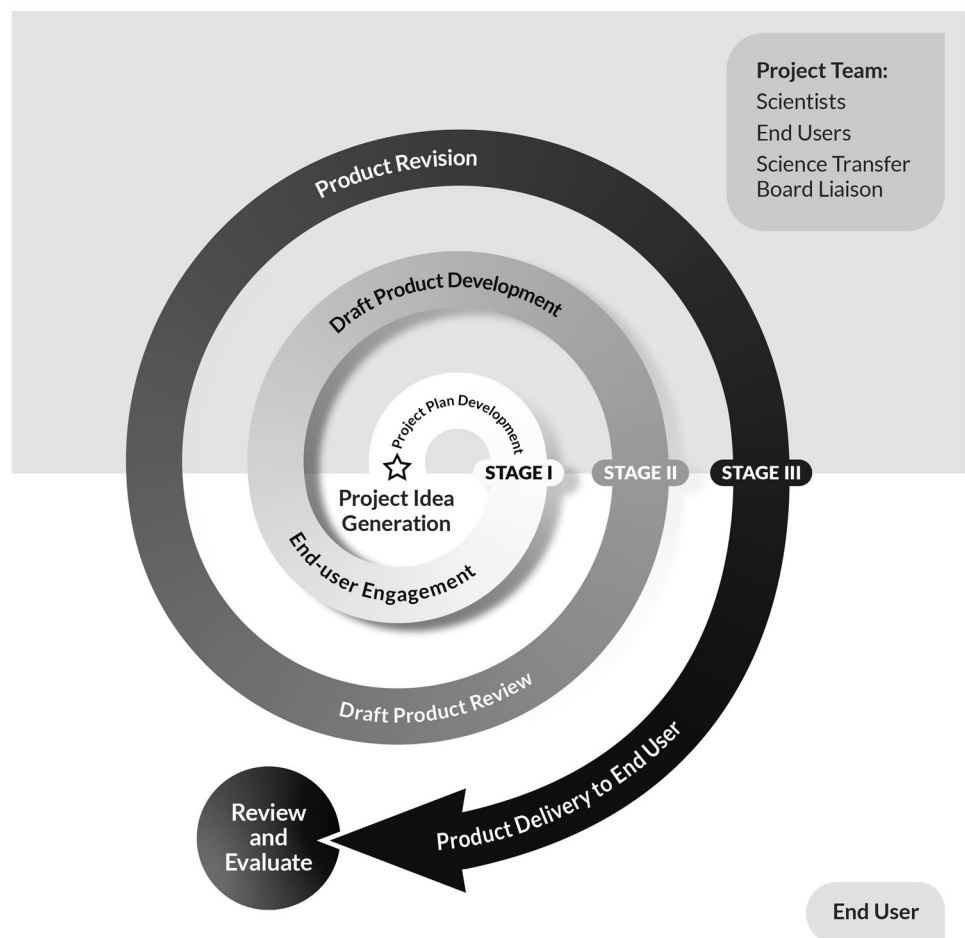 Project Team:
Scientists
End Users
Science Transfer
Board Liaison
Product Revision
Draft Product Development
Project Plan Development
STAGE I
STAGE II
STAGE III
Project Idea
Generation
End-user Engagement
Draft Product Review
Product Delivery to End User
Review
and
Evaluate
End User